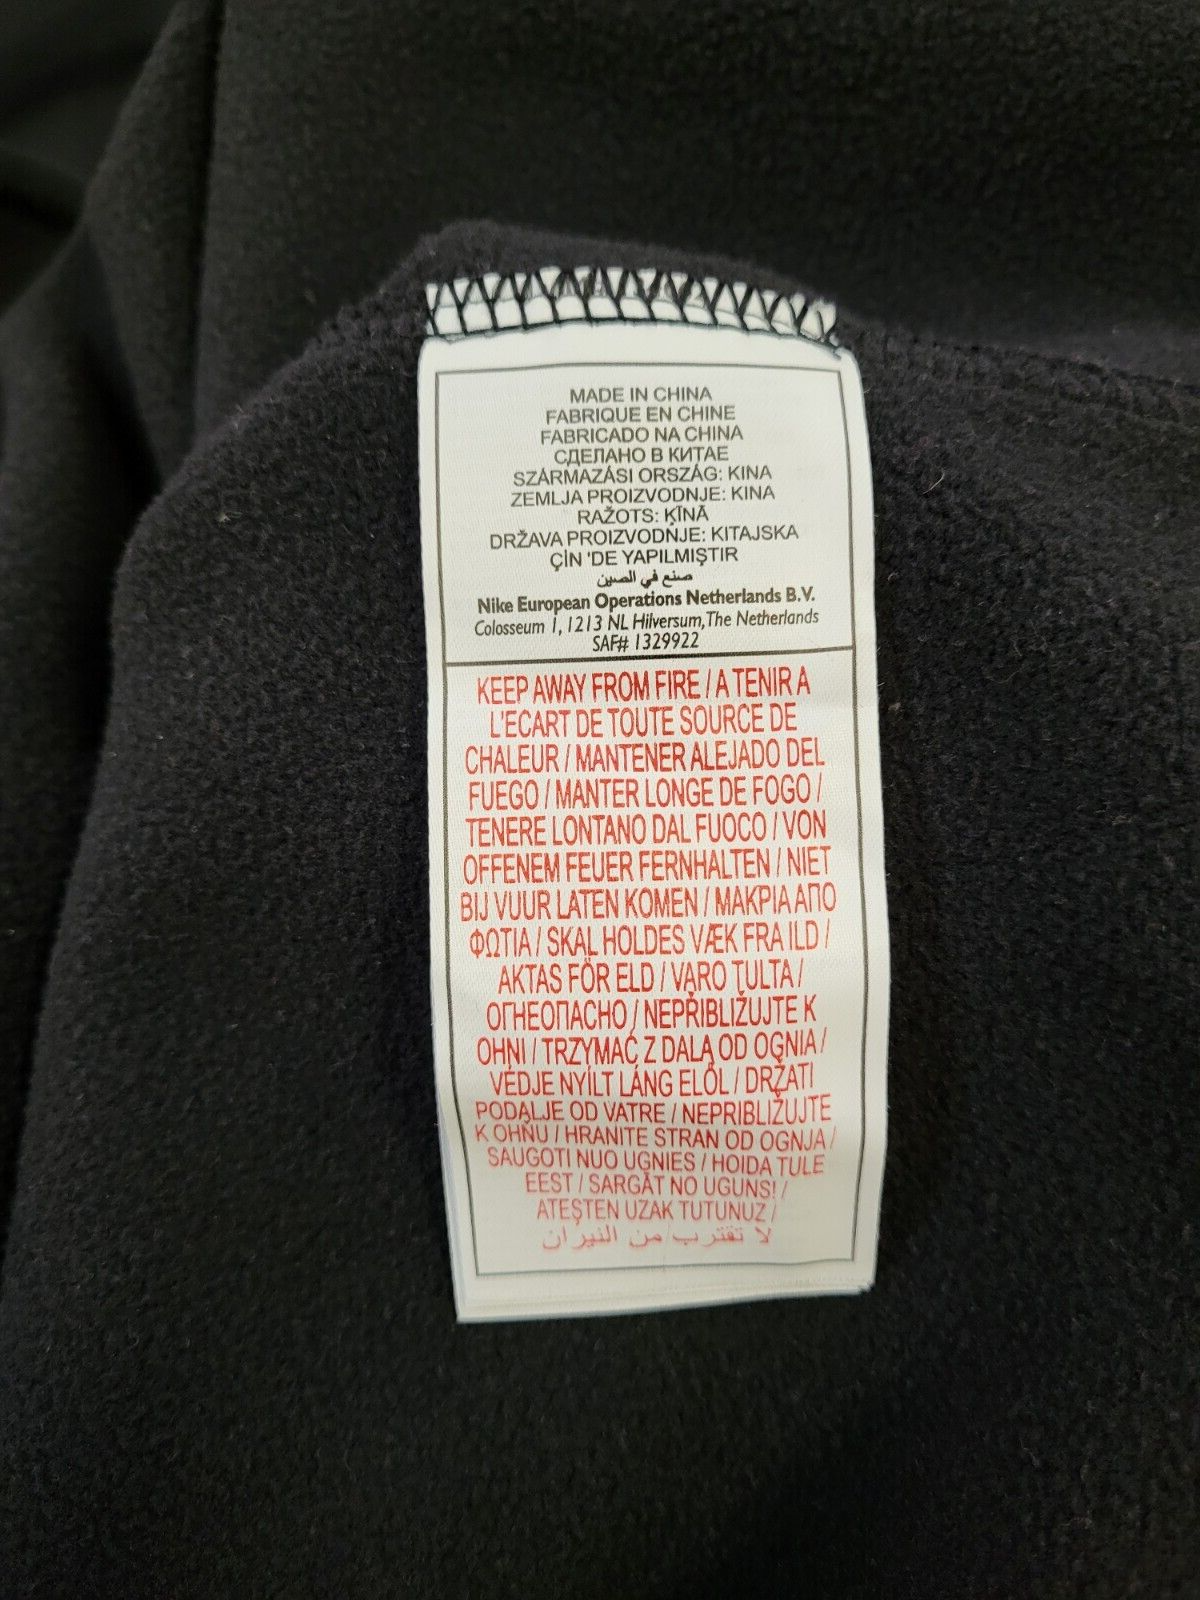 MADE IN CHINA
FABRIQUE EN CHINE
FABRICADO NA CHINA
СДЕЛАНО В КИТАЕ
SZÁRMAZÁSI ORSZÁG: KINA
ZEMLJA PROIZVODNJE: KINA
RAŽOTS: ĶĪNĀ
DRŽAVA PROIZVODNJE: KITAJSKA
ÇİN 'DE YAPILMIŞTIR
صنع في الصين
Nike European Operations Netherlands B.V.
Colosseum 1, 1213 NL Hilversum, The Netherlands
SAF# 1329922
KEEP AWAY FROM FIRE / A TENIR A
L'ECART DE TOUTE SOURCE DE
CHALEUR / MANTENER ALEJADO DEL
FUEGO / MANTER LONGE DE FOGO /
TENERE LONTANO DAL FUOCO / VON
OFFENEM FEUER FERNHALTEN / NIET
BIJ VUUR LATEN KOMEN / ΜΑΚΡΙΑ ΑΠΟ
ΦΩΤΙΑ / SKAL HOLDES VÆK FRA ILD /
AKTAS FÖR ELD / VARO TULTA /
ОГНЕОПАСНО / NEPŘIBLIŽUJTE K
OHNI / TRZYMAĆ Z DALA OD OGNIA /
VÉDJE NYÍLT LÁNG ELŐL / DRŽATI
PODALJE OD VATRE / NEPRIBLIŽUJTE
K OHŇU / HRANITE STRAN OD OGNJA /
SAUGOTI NUO UGNIES / HOIDA TULE
EEST / SARGĀT NO UGUNS! /
ATEŞTEN UZAK TUTUNUZ /
لا تقترب من النيران